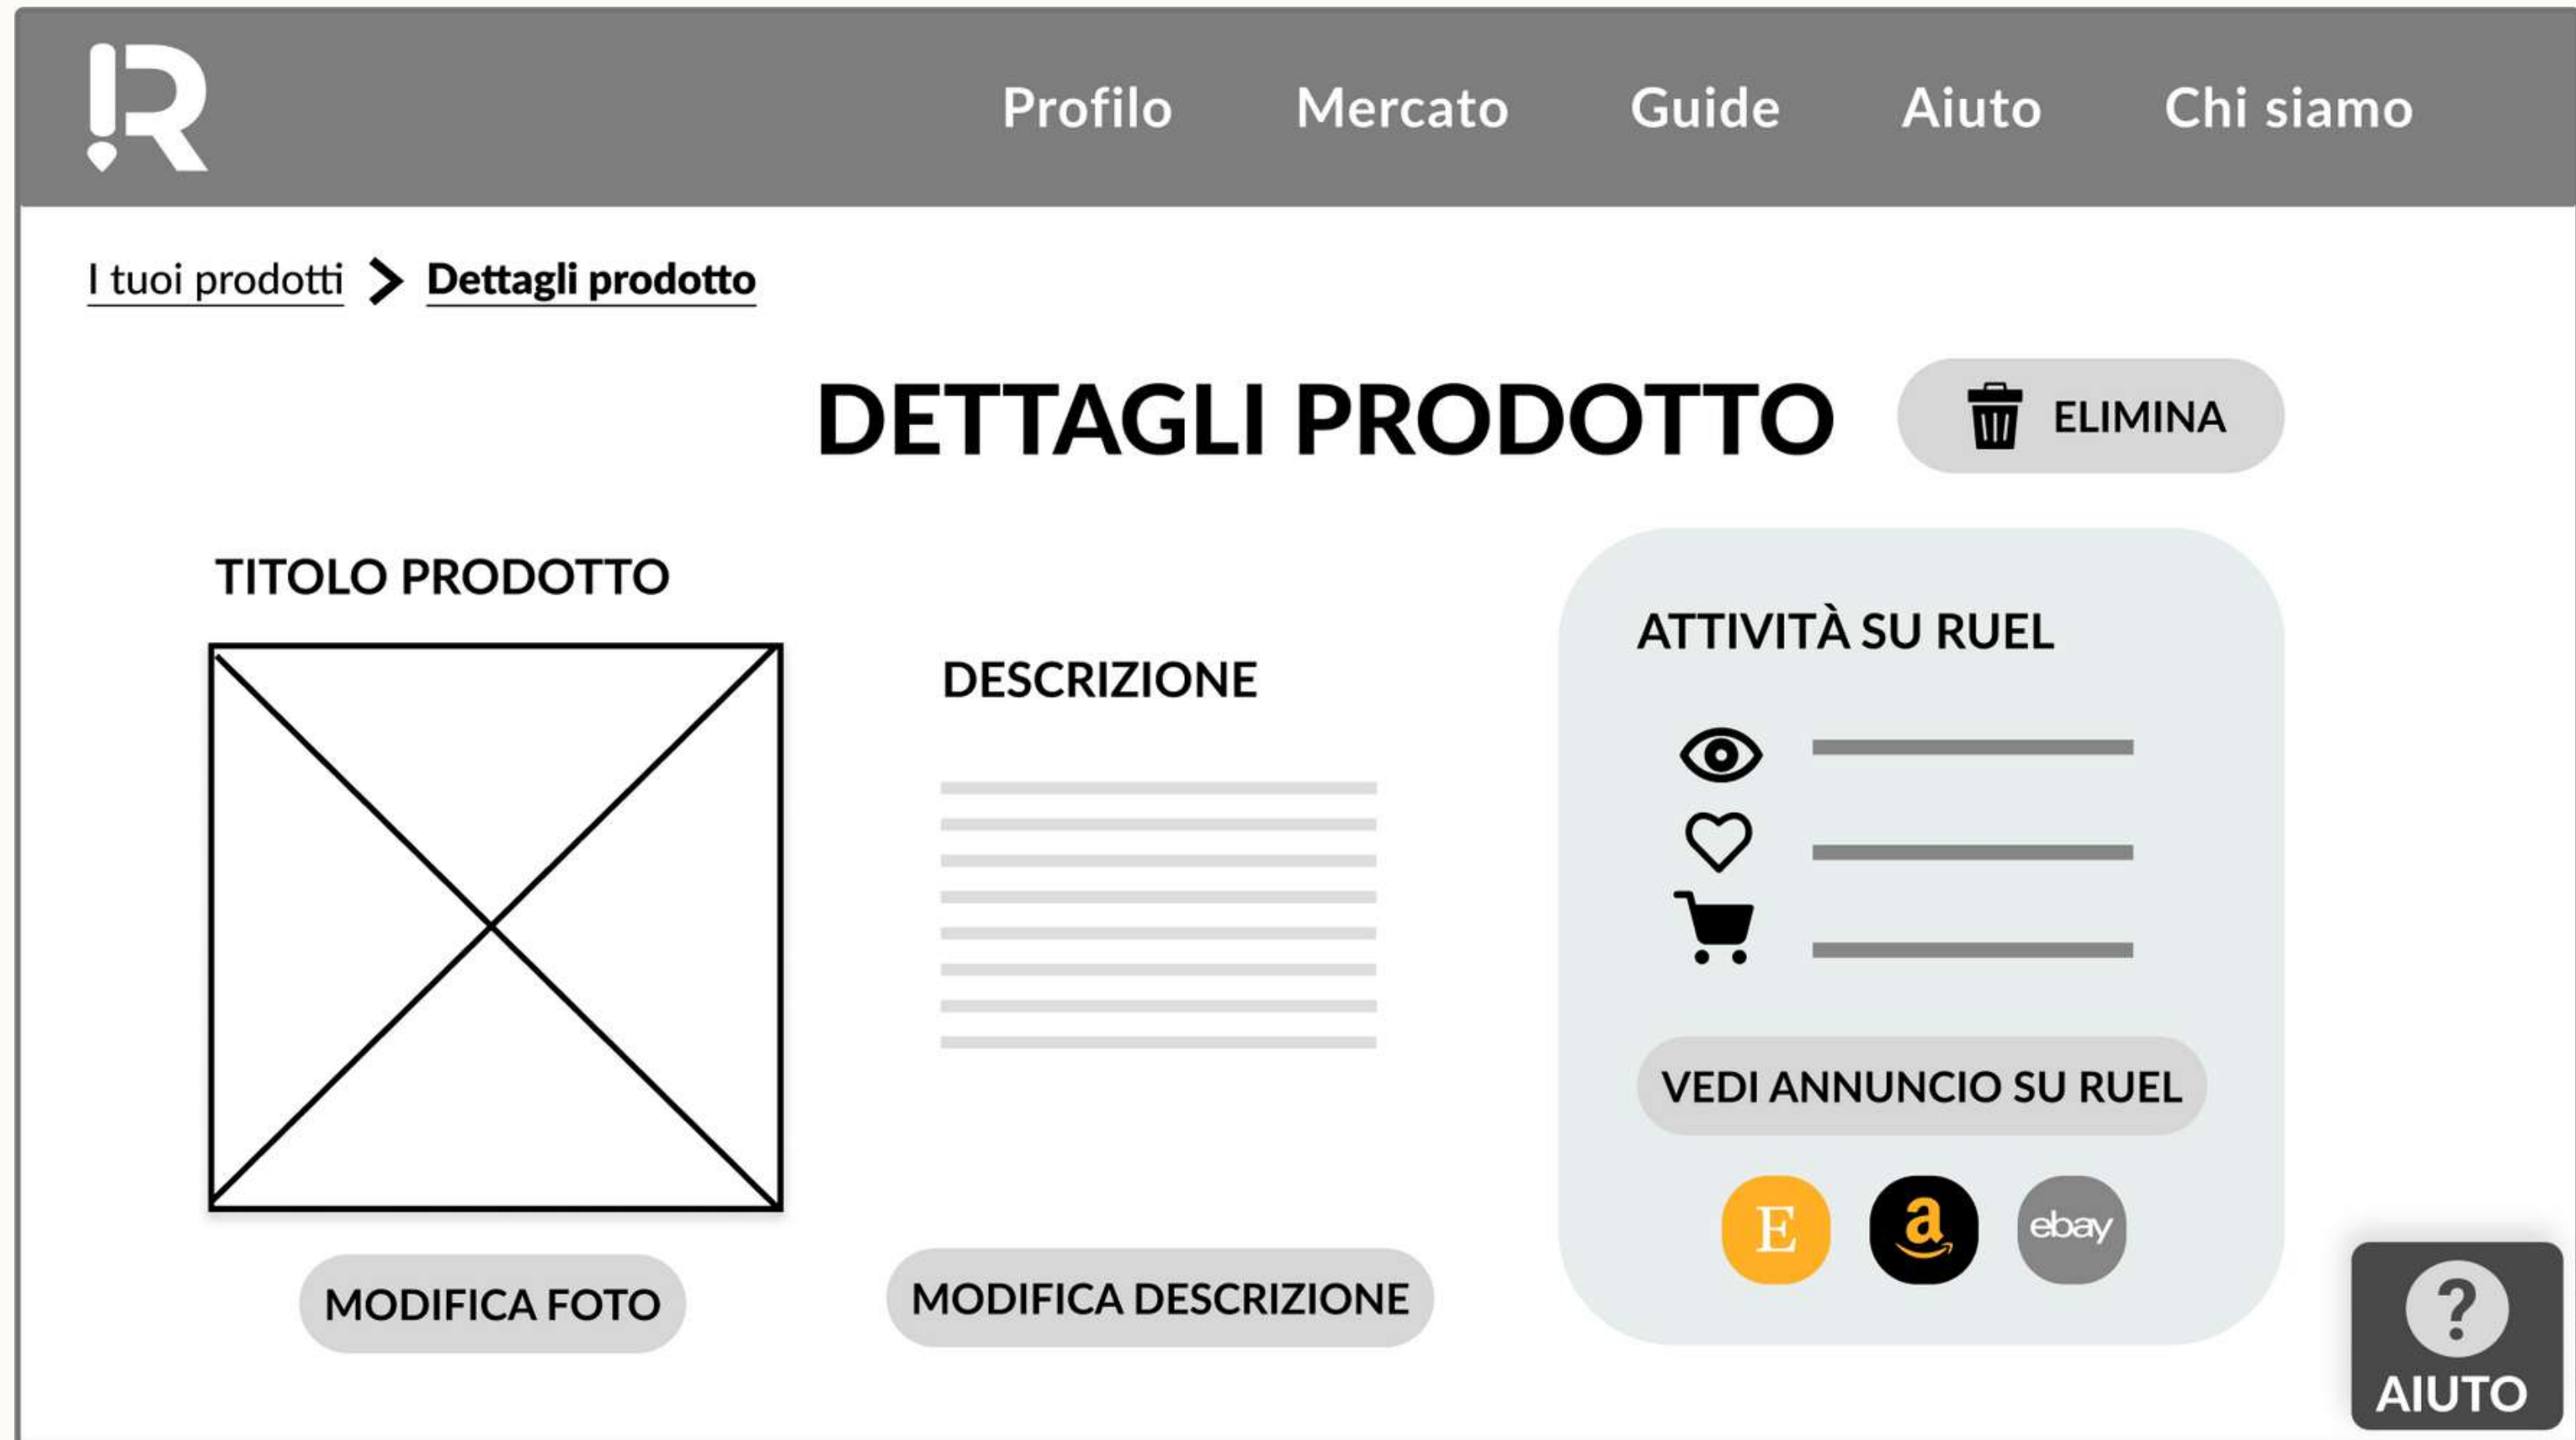 R
Profilo Mercato Guide Aiuto Chi siamo
I tuoi prodotti > Dettagli prodotto
DETTAGLI PRODOTTO
ELIMINA
TITOLO PRODOTTO
DESCRIZIONE
ATTIVITÀ SU RUEL
VEDI ANNUNCIO SU RUEL
E a ebay
MODIFICA FOTO
MODIFICA DESCRIZIONE
?
AIUTO